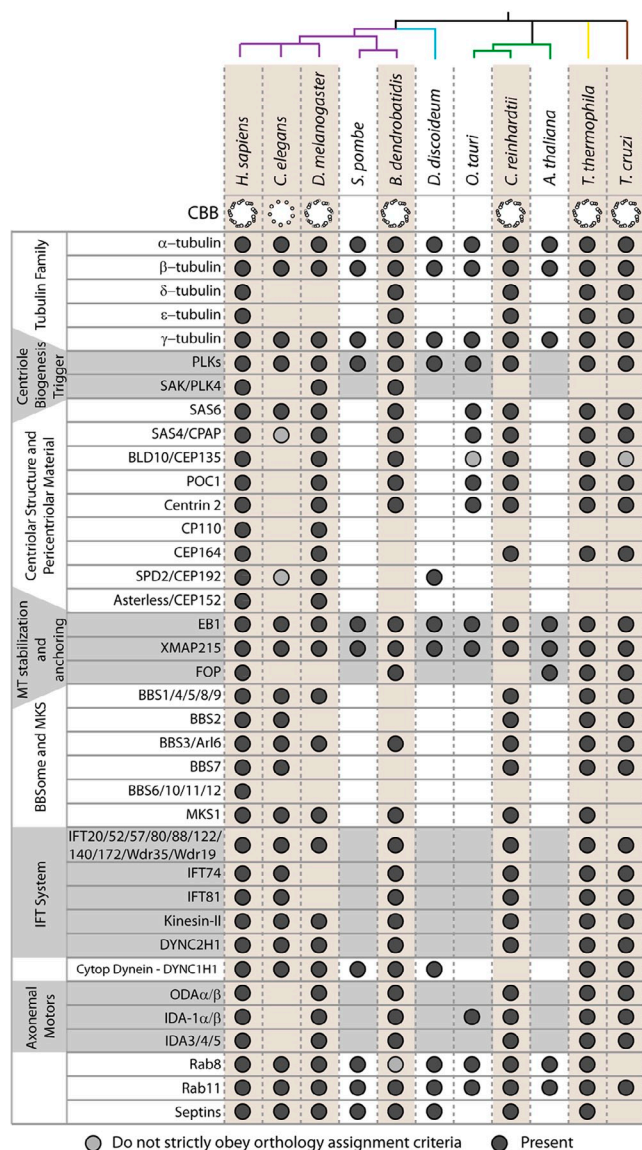 H. sapiens
C. elegans
D. melanogaster
S. pombe
B. dendrobatidis
D. discoideum
O. tauri
C. reinhardtii
A. thaliana
T. thermophila
T. cruzi
CBB
Tubulin Family
α-tubulin
β-tubulin
δ-tubulin
ε-tubulin
γ-tubulin
Centriole
Biogenesis
Trigger
PLKs
SAK/PLK4
Centriolar Structure and
Pericentriolar Material
SAS6
SAS4/CPAP
BLD10/CEP135
POC1
Centrin 2
CP110
CEP164
SPD2/CEP192
Asterless/CEP152
MT stabilization
and
anchoring
EB1
XMAP215
FOP
BBSome and MKS
BBS1/4/5/8/9
BBS2
BBS3/Arl6
BBS7
BBS6/10/11/12
MKS1
IFT System
IFT20/52/57/80/88/122/
140/172/Wdr35/Wdr19
IFT74
IFT81
Kinesin-II
DYNC2H1
Cytop Dynein - DYNC1H1
Axonemal
Motors
ODAα/β
IDA-1α/β
IDA3/4/5
Rab8
Rab11
Septins
Do not strictly obey orthology assignment criteria
Present